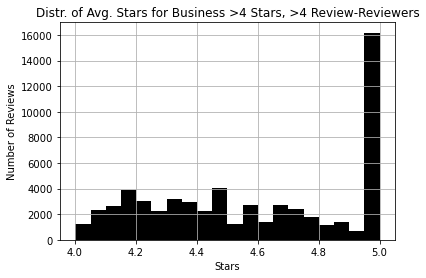 Distr. of Avg. Stars for Business >4 Stars, >4 Review-Reviewers
Number of Reviews
16000
14000
12000
10000
8000
6000
4000
2000
0
4.0 4.2 4.4 4.6 4.8 5.0
Stars